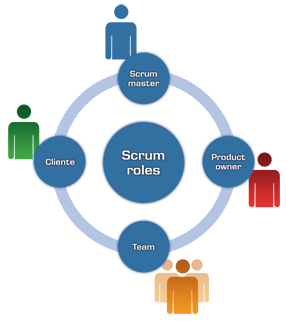 Scrum
master
Cliente
Scrum
roles
Product
owner
Team